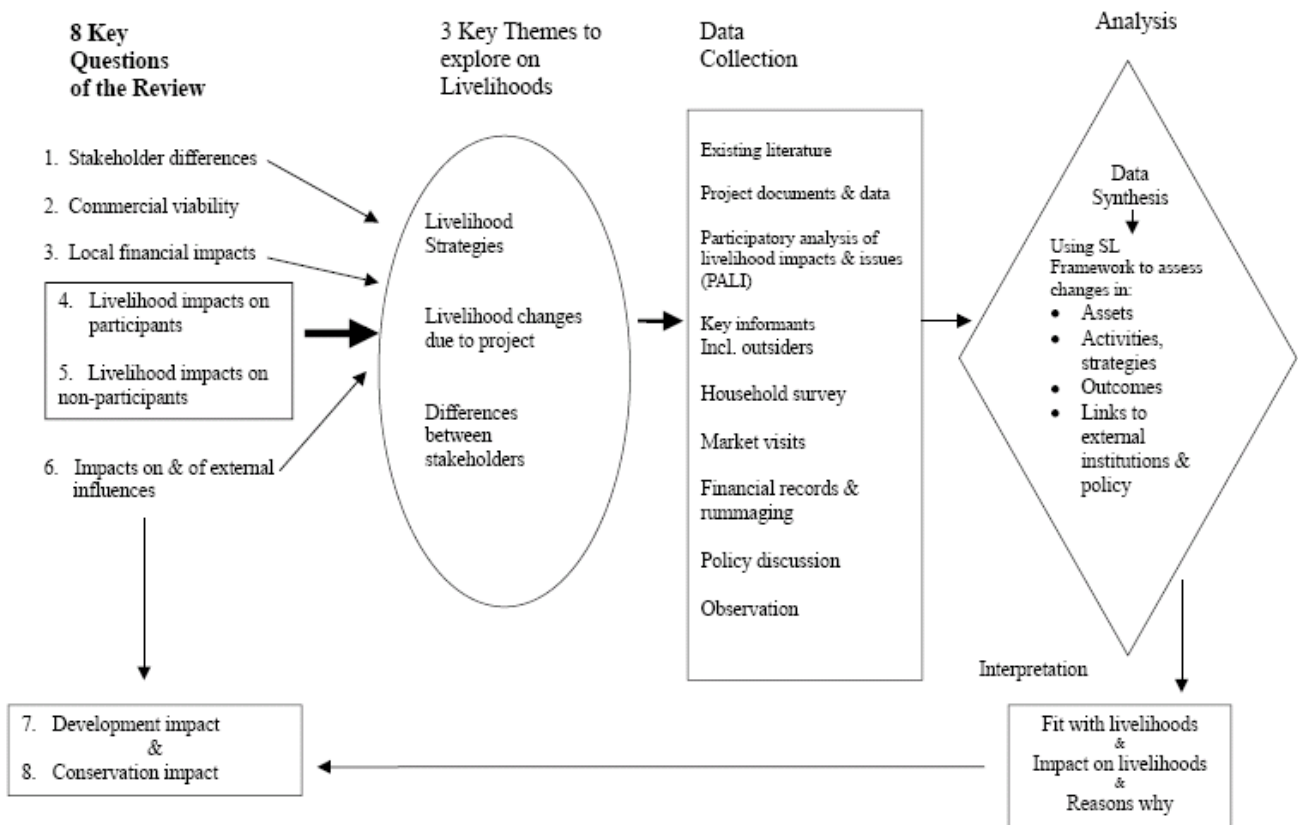 8 Key
Questions
of the Review
1. Stakeholder differences
2. Commercial viability
3. Local financial impacts
4. Livelihood impacts on
participants
5. Livelihood impacts on
non-participants
6. Impacts on & of external
influences
7. Development impact
&
8. Conservation impact
3 Key Themes to
explore on
Livelihoods
Livelihood
Strategies
Livelihood changes
due to project
Differences
between
stakeholders
Data
Collection
Existing literature
Project documents & data
Participatory analysis of
livelihood impacts & issues
(PALI)
Key informants
Incl. outsiders
Household survey
Market visits
Financial records &
rummaging
Policy discussion
Observation
Analysis
Data
Synthesis
Using SL
Framework to assess
changes in:
• Assets
• Activities,
strategies
• Outcomes
• Links to
external
institutions &
policy
Interpretation
Fit with livelihoods
&
Impact on livelihoods
&
Reasons why